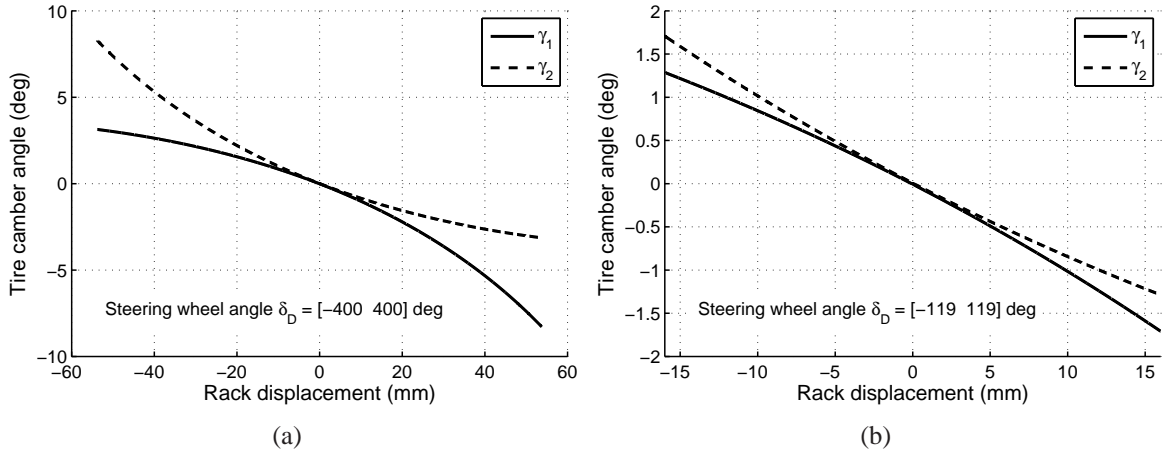 10
5
0
−5
−10
−60
−40
−20
0
20
40
60
Tire camber angle (deg)
Rack displacement (mm)
γ1
γ2
Steering wheel angle δD = [−400 400] deg
(a)
2
1.5
1
0.5
0
−0.5
−1
−1.5
−2
−15
−10
−5
0
5
10
15
Tire camber angle (deg)
Rack displacement (mm)
γ1
γ2
Steering wheel angle δD = [−119 119] deg
(b)